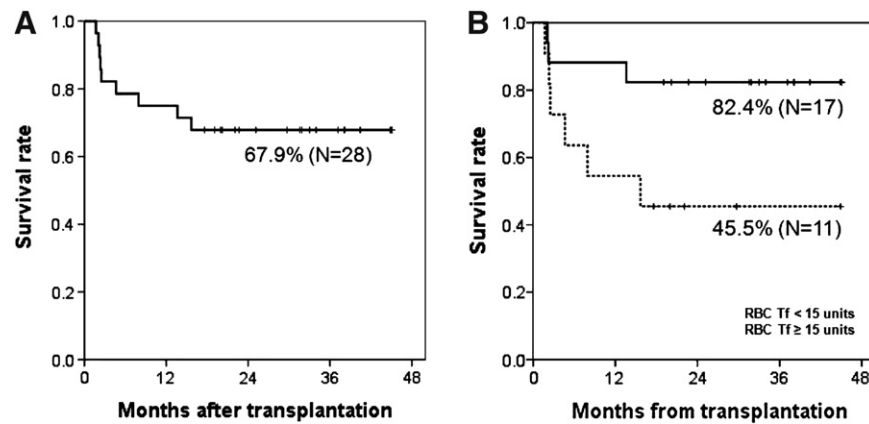 A
Survival rate
1.0
0.8
0.6
0.4
0.2
0.0
67.9% (N=28)
0 12 24 36 48
Months after transplantation
B
Survival rate
1.0
0.8
0.6
0.4
0.2
0.0
82.4% (N=17)
45.5% (N=11)
RBC Tf < 15 units
RBC Tf ≥ 15 units
0 12 24 36 48
Months from transplantation